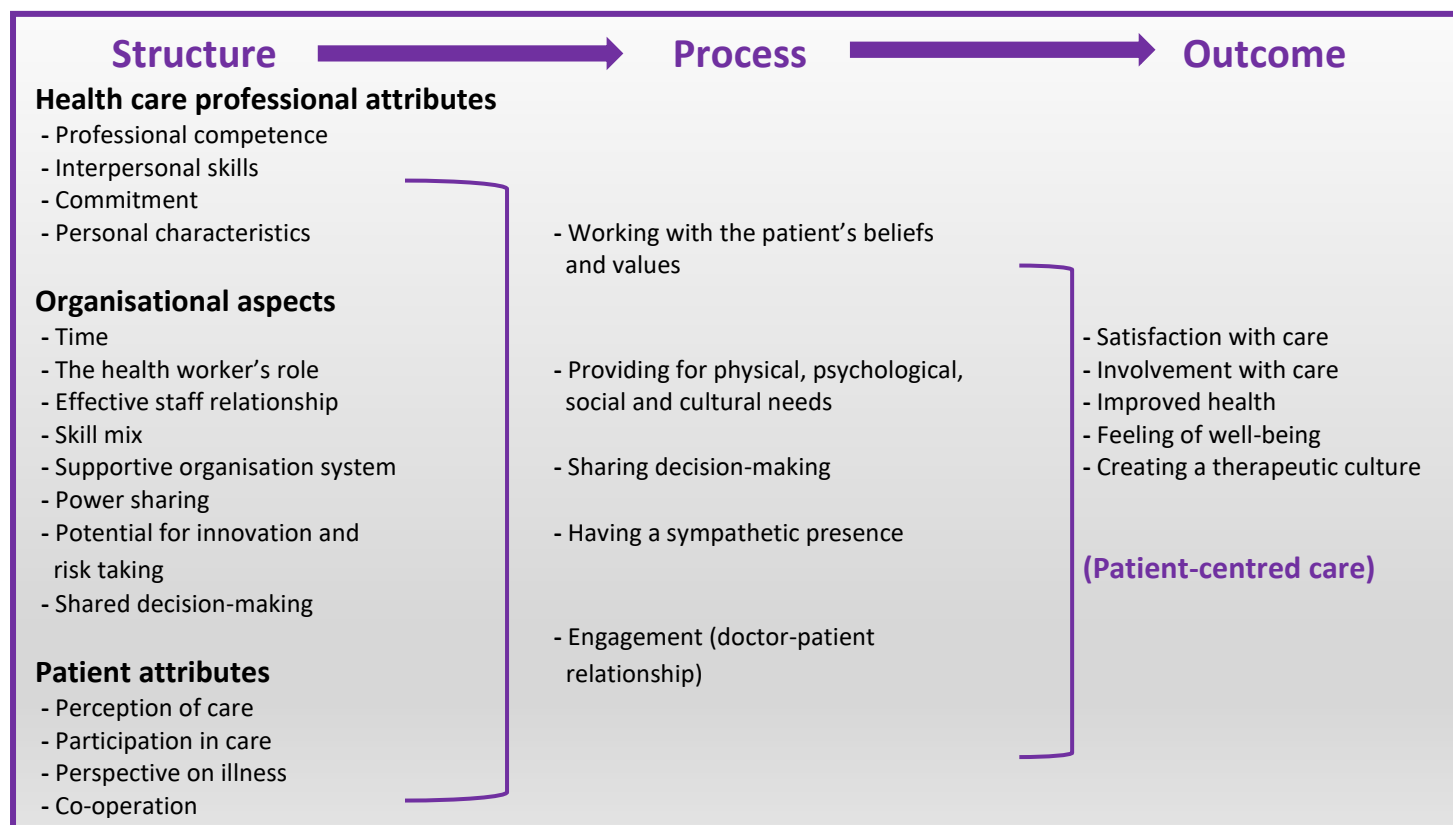 Structure
Process
Outcome
Health care professional attributes
- Professional competence
- Interpersonal skills
- Commitment
- Personal characteristics
Organisational aspects
- Time
- The health worker’s role
- Effective staff relationship
- Skill mix
- Supportive organisation system
- Power sharing
- Potential for innovation and
risk taking
- Shared decision-making
Patient attributes
- Perception of care
- Participation in care
- Perspective on illness
- Co-operation
- Working with the patient’s beliefs
and values
- Providing for physical, psychological,
social and cultural needs
- Sharing decision-making
- Having a sympathetic presence
- Engagement (doctor-patient
relationship)
- Satisfaction with care
- Involvement with care
- Improved health
- Feeling of well-being
- Creating a therapeutic culture
(Patient-centred care)